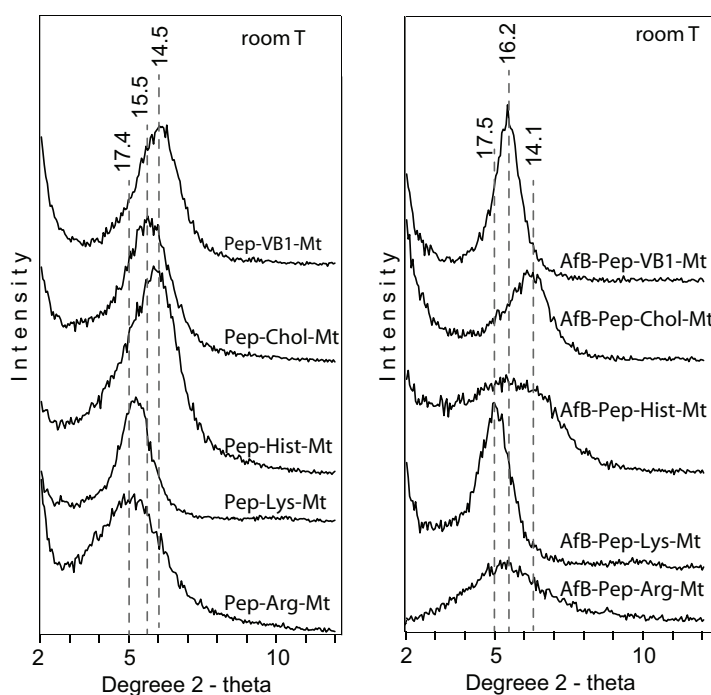 room T
17.4
15.5
14.5
Pep-VB1-Mt
Pep-Chol-Mt
Pep-Hist-Mt
Pep-Lys-Mt
Pep-Arg-Mt
Intensity
2 5 10
Degreee 2 - theta
room T
17.5
16.2
14.1
AfB-Pep-VB1-Mt
AfB-Pep-Chol-Mt
AfB-Pep-Hist-Mt
AfB-Pep-Lys-Mt
AfB-Pep-Arg-Mt
Intensity
2 5 10
Degreee 2 - theta